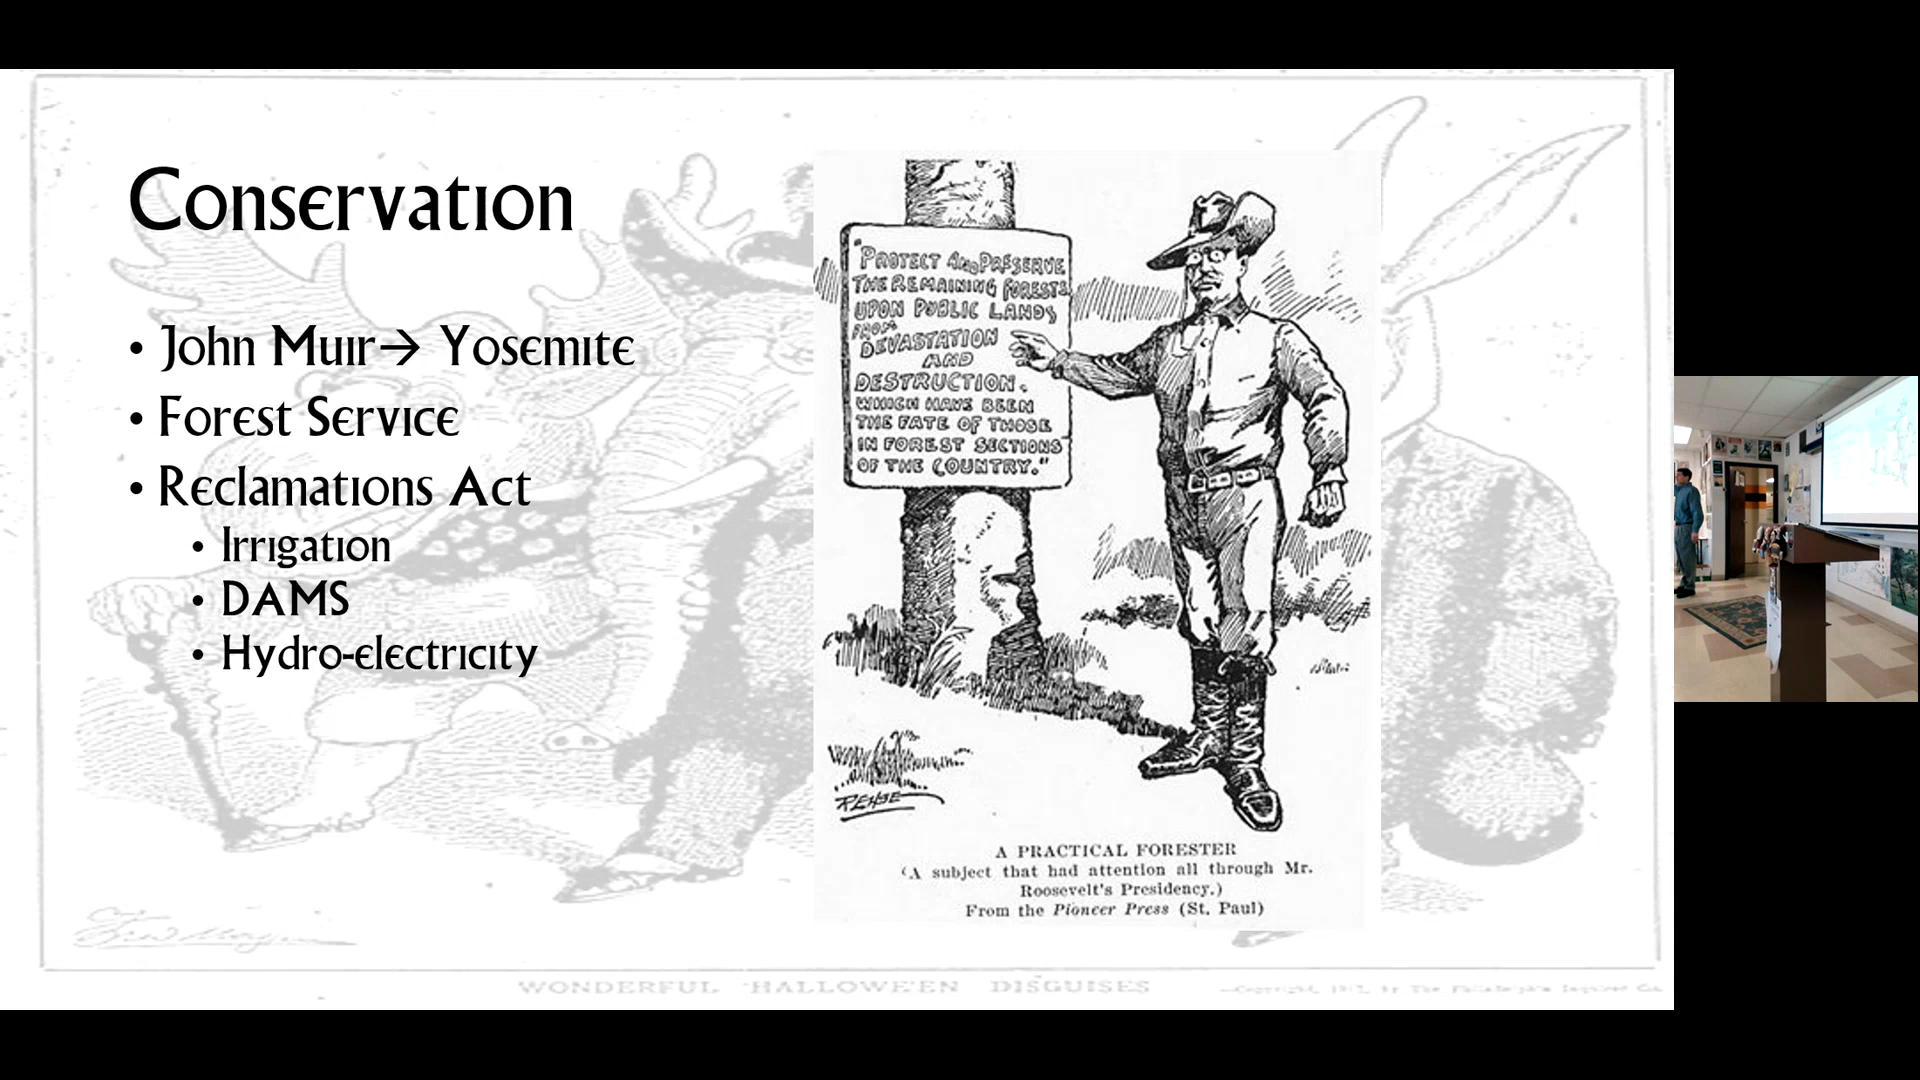 Conservation
• John Muir→ Yosemite
• Forest Service
• Reclamations Act
• Irrigation
• DAMS
• Hydro-electricity
"PROTECT AND PRESERVE
THE REMAINING FORESTS
UPON PUBLIC LANDS
FROM
DEVASTATION
AND
DESTRUCTION.
WHICH HAVE BEEN
THE FATE OF THOSE
IN FOREST SECTIONS
OF THE COUNTRY."
REHSE
A PRACTICAL FORESTER
(A subject that had attention all through Mr.
Roosevelt's Presidency.)
From the Pioneer Press (St. Paul)
WONDERFUL HALLOWE'EN DISGUISES